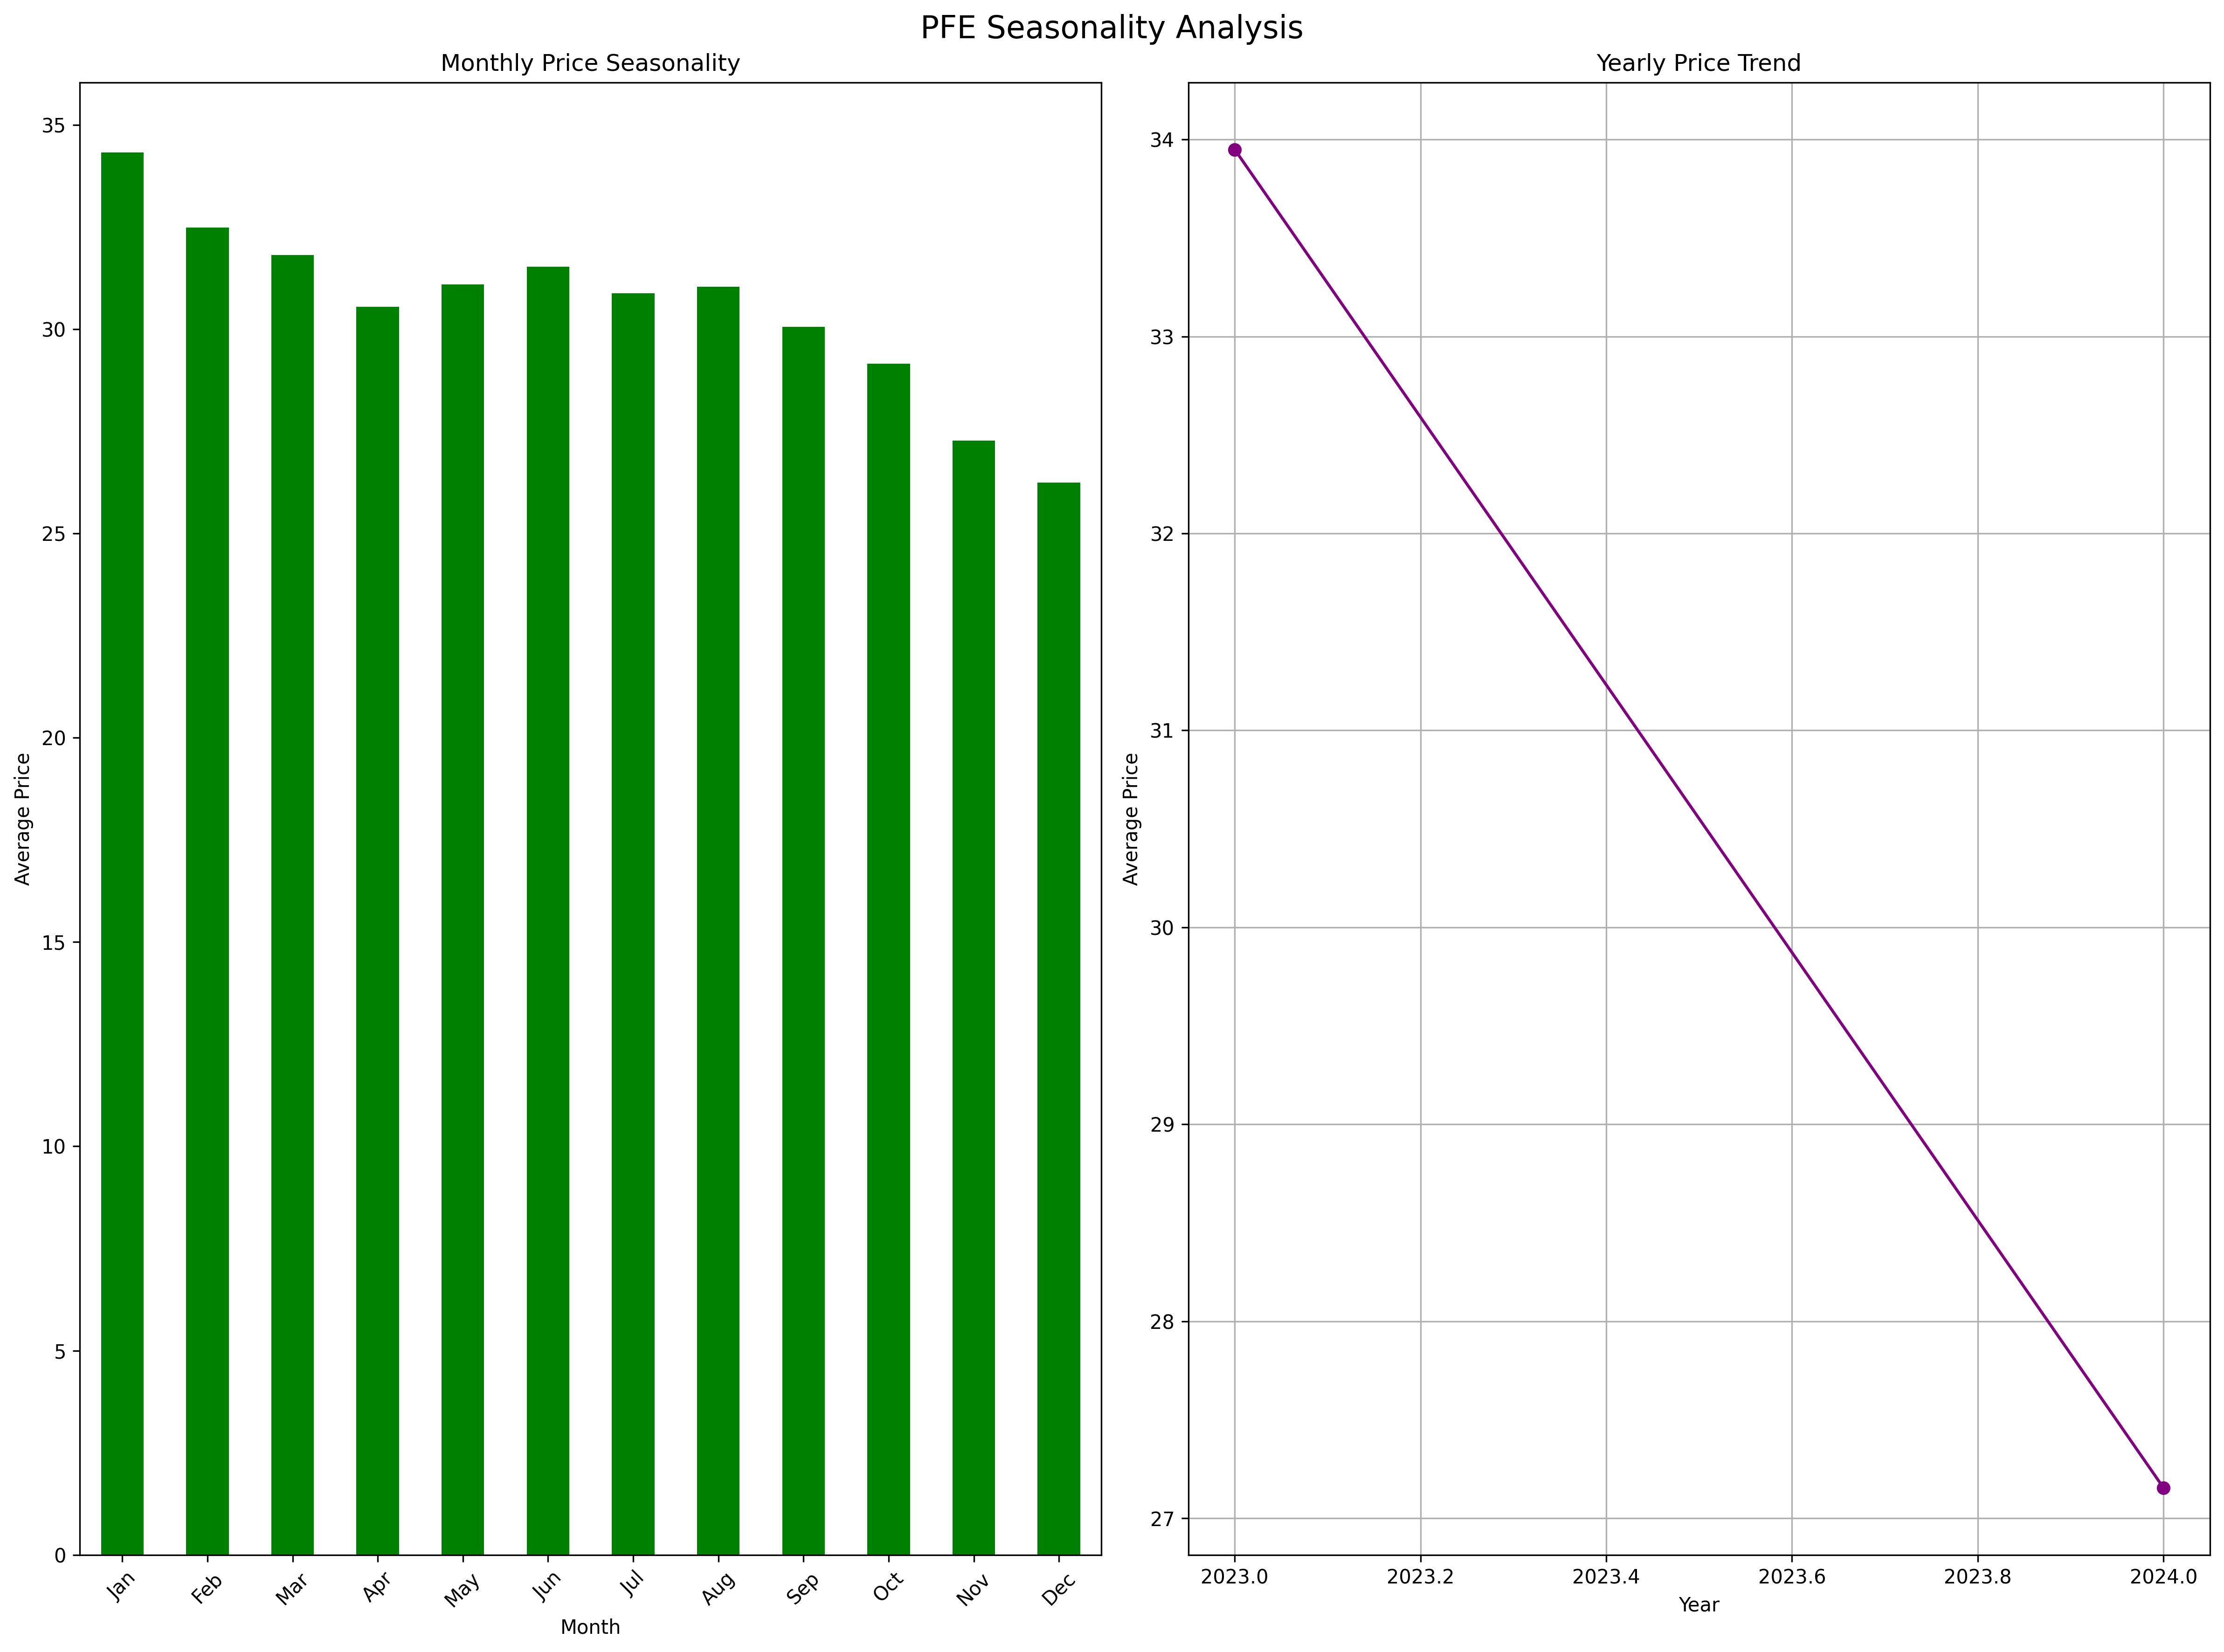 PFE Seasonality Analysis
Monthly Price Seasonality
Average Price
35
30
25
20
15
10
5
0
Jan
Feb
Mar
Apr
May
Jun
Jul
Aug
Sep
Oct
Nov
Dec
Month
Yearly Price Trend
Average Price
34
33
32
31
30
29
28
27
2023.0
2023.2
2023.4
2023.6
2023.8
2024.0
Year